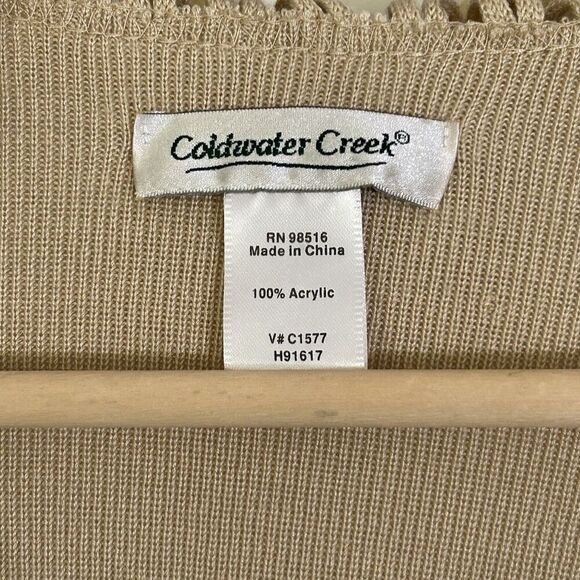 Coldwater Creek®
RN 98516
Made in China
100% Acrylic
V# C1577
H91617